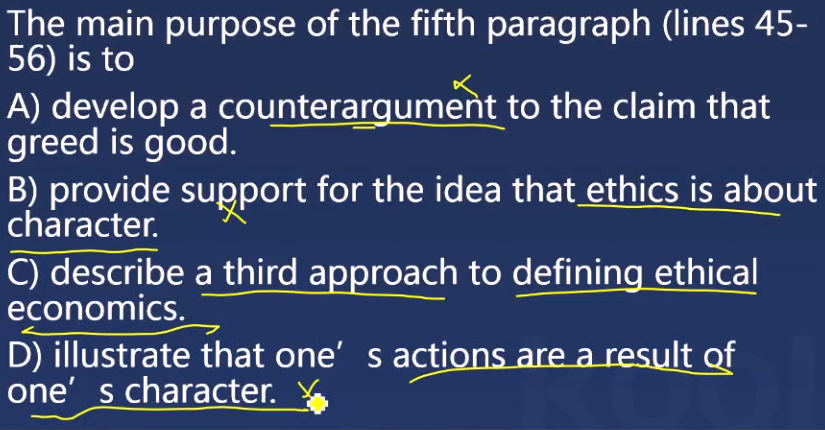 The main purpose of the fifth paragraph (lines 45-
56) is to
A) develop a counterargument to the claim that
greed is good.
B) provide support for the idea that ethics is about
character.
C) describe a third approach to defining ethical
economics.
D) illustrate that one’ s actions are a result of
one’ s character.